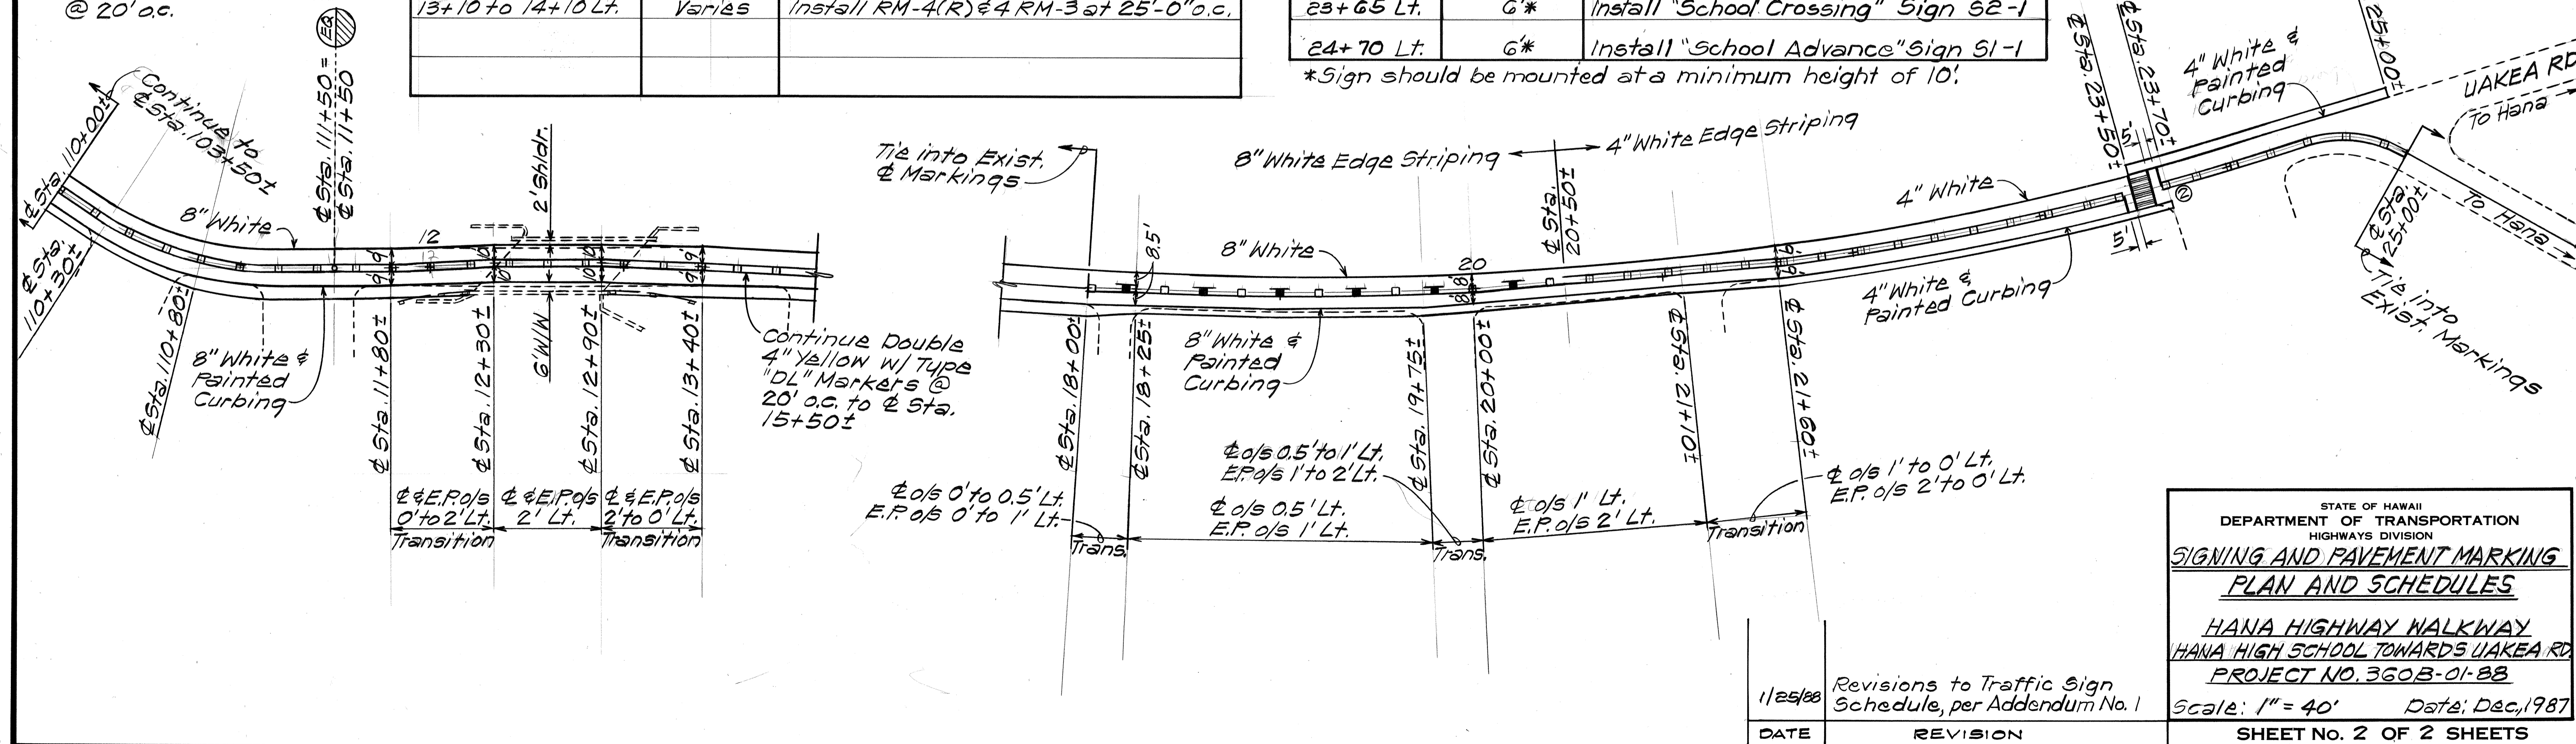 @ 20' o.c.
13+10 to 14+10 Lt. Varies Install RM-4(R) & 4 RM-3 at 25'-0" o.c.
23+65 Lt. 6'* Install "School Crossing" Sign S2-1
24+70 Lt. 6'* Install "School Advance" Sign S1-1
*Sign should be mounted at a minimum height of 10'.
EQ
℄ Sta. 111+50 =
℄ Sta. 11+50
Continue to
℄ Sta. 103+50±
℄ Sta. 110+00±
℄ Sta.
110+30±
℄ Sta. 110+80±
8" White
8" White &
Painted
Curbing
12
9'
9'
10'
10'
10'
10'
9'
9'
2' Shldr.
6' W/W
℄ Sta. 11+80±
℄ Sta. 12+30±
℄ Sta. 12+90±
℄ Sta. 13+40±
Continue Double
4" Yellow W/ Type
"DL" Markers @
20' o.c. to ℄ Sta.
15+50±
℄ & E.P. o/s
0' to 2' Lt.
Transition
℄ & E.P. o/s
2' Lt.
℄ & E.P. o/s
2' to 0' Lt.
Transition
Tie into Exist.
℄ Markings
8" White Edge Striping
4" White Edge Striping
℄ Sta.
20+50±
8.5'
8" White
20
8'
8'
8" White &
Painted
Curbing
℄ Sta. 18+00±
℄ Sta. 18+25±
℄ Sta. 19+75±
℄ Sta. 20+00±
℄ Sta. 21+10±
℄ Sta. 21+60±
9'
9'
℄ o/s 0' to 0.5' Lt.
E.P. o/s 0' to 1' Lt.
Trans.
℄ o/s 0.5' Lt.
E.P. o/s 1' Lt.
℄ o/s 0.5' to 1' Lt.
E.P. o/s 1' to 2' Lt.
Trans.
℄ o/s 1' Lt.
E.P. o/s 2' Lt.
℄ o/s 1' to 0' Lt.
E.P. o/s 2' to 0' Lt.
Transition
4" White
4" White &
Painted Curbing
℄ Sta. 23+50±
℄ Sta. 23+70±
5'
5'
2
4" White &
Painted
Curbing
25+00±
UAKEA RD
To Hana
To Hana
℄ Sta.
25+00±
Tie into
Exist. Markings
STATE OF HAWAII
DEPARTMENT OF TRANSPORTATION
HIGHWAYS DIVISION
SIGNING AND PAVEMENT MARKING
PLAN AND SCHEDULES
HANA HIGHWAY WALKWAY
HANA HIGH SCHOOL TOWARDS UAKEA RD
PROJECT NO. 360B-01-88
Scale: 1" = 40' Date: Dec., 1987
SHEET No. 2 OF 2 SHEETS
1/25/88 Revisions to Traffic Sign
Schedule, per Addendum No. 1
DATE REVISION